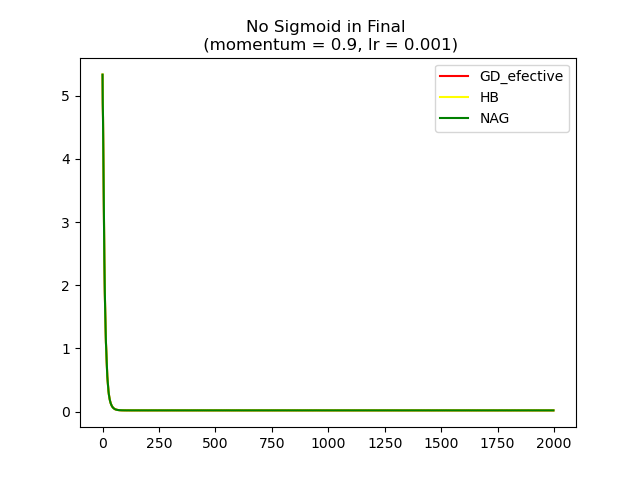 No Sigmoid in Final
(momentum = 0.9, lr = 0.001)
GD_efective
HB
NAG
5
4
3
2
1
0
0 250 500 750 1000 1250 1500 1750 2000